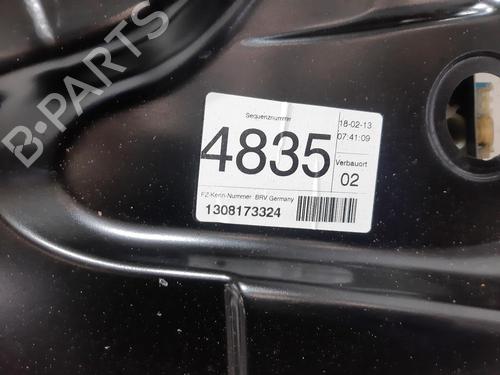 B-PARTS
Sequenznummer
4835
18-02-13
07:41:09
Verbauort
02
FZ-Kenn-Nummer BRV Germany
1308173324